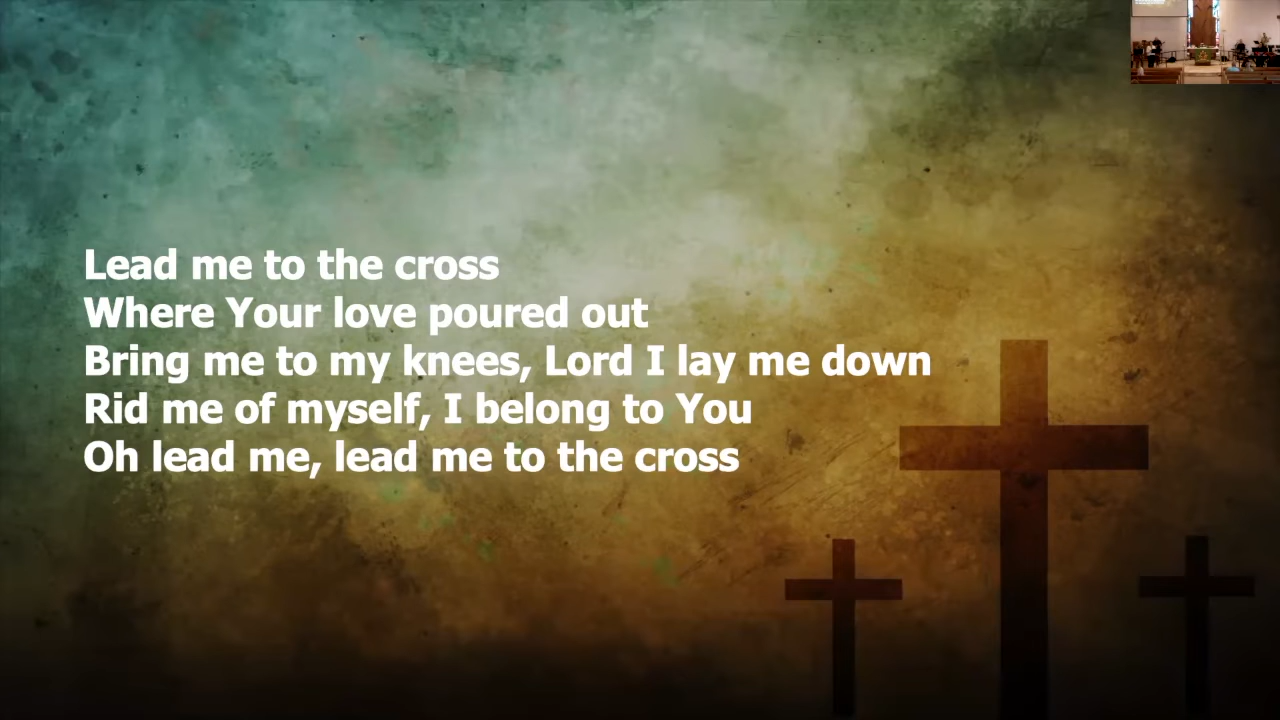 Lead me to the cross
Where Your love poured out
Bring me to my knees, Lord I lay me down
Rid me of myself, I belong to You
Oh lead me, lead me to the cross